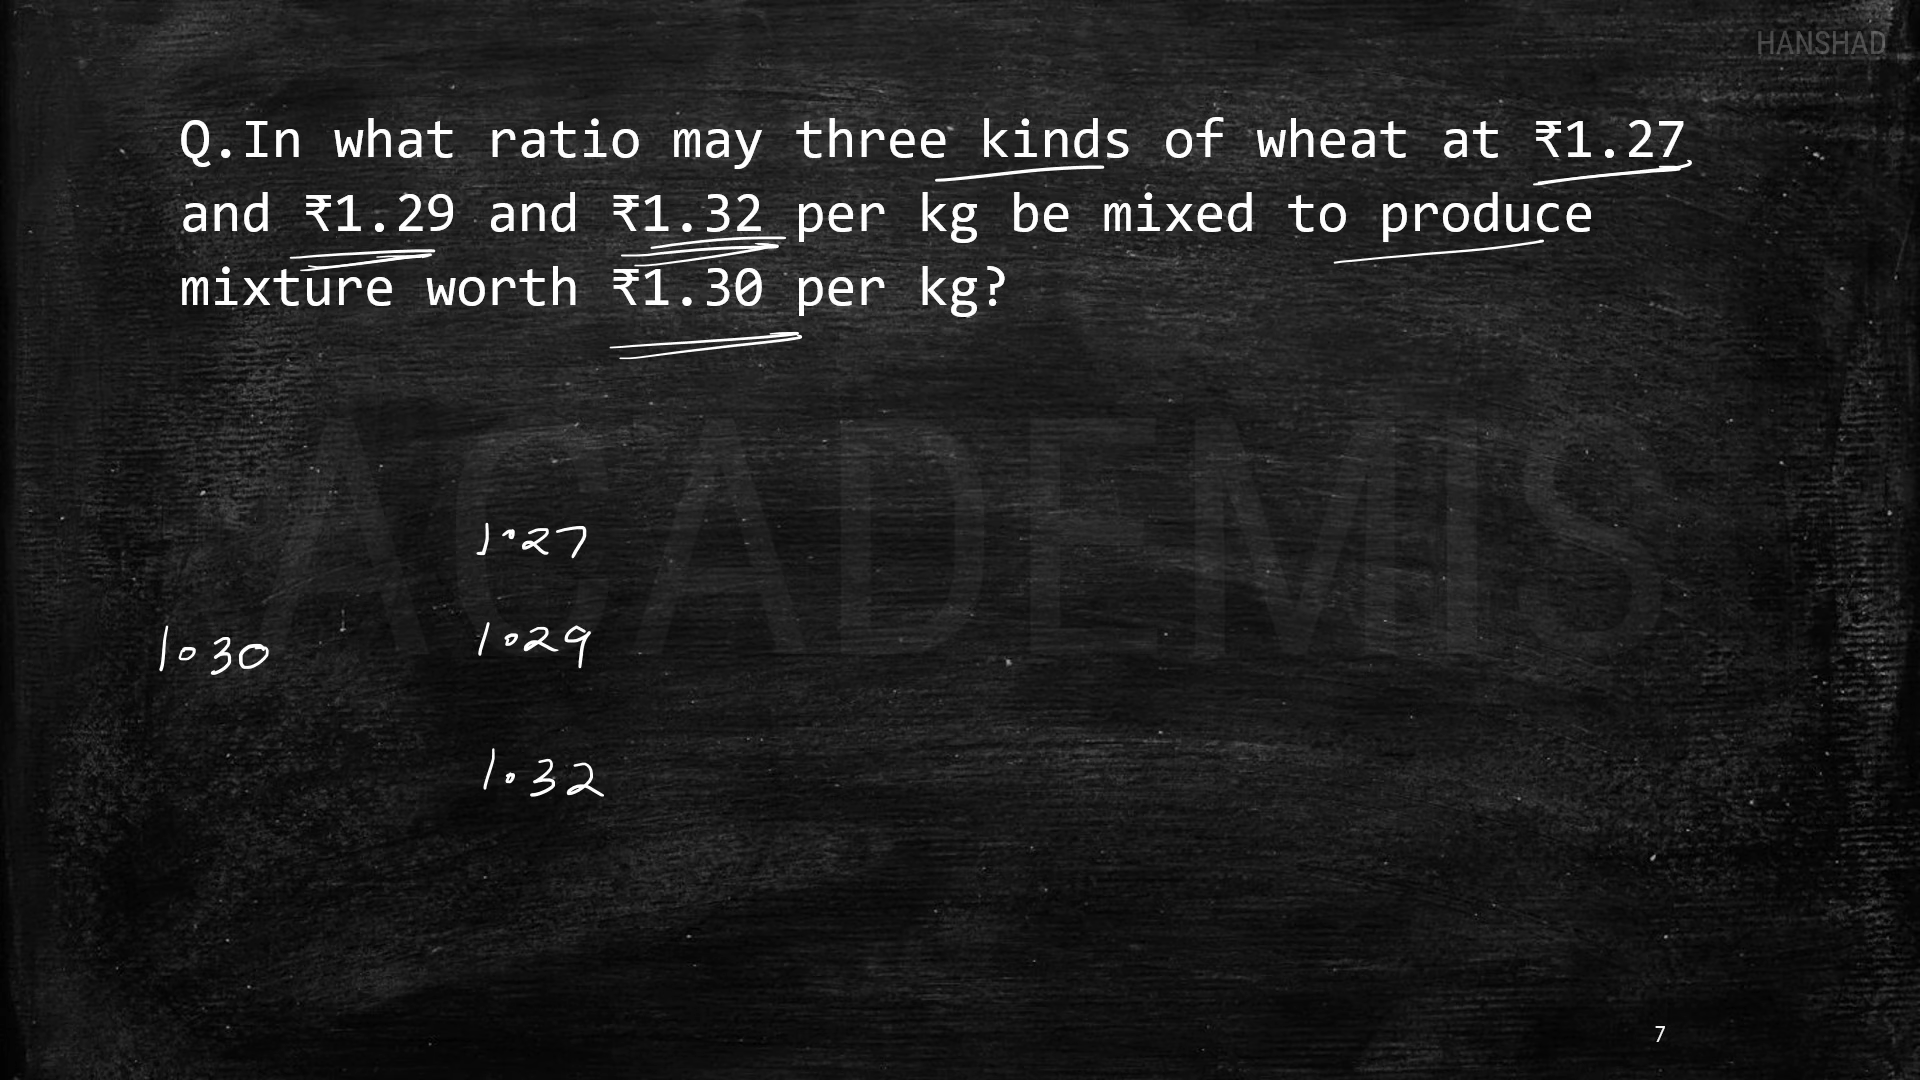 HANSHAD
Q.In what ratio may three kinds of wheat at ₹1.27
and ₹1.29 and ₹1.32 per kg be mixed to produce
mixture worth ₹1.30 per kg?
ACADEMIS
1.27
1.29
1.30
1.32
7